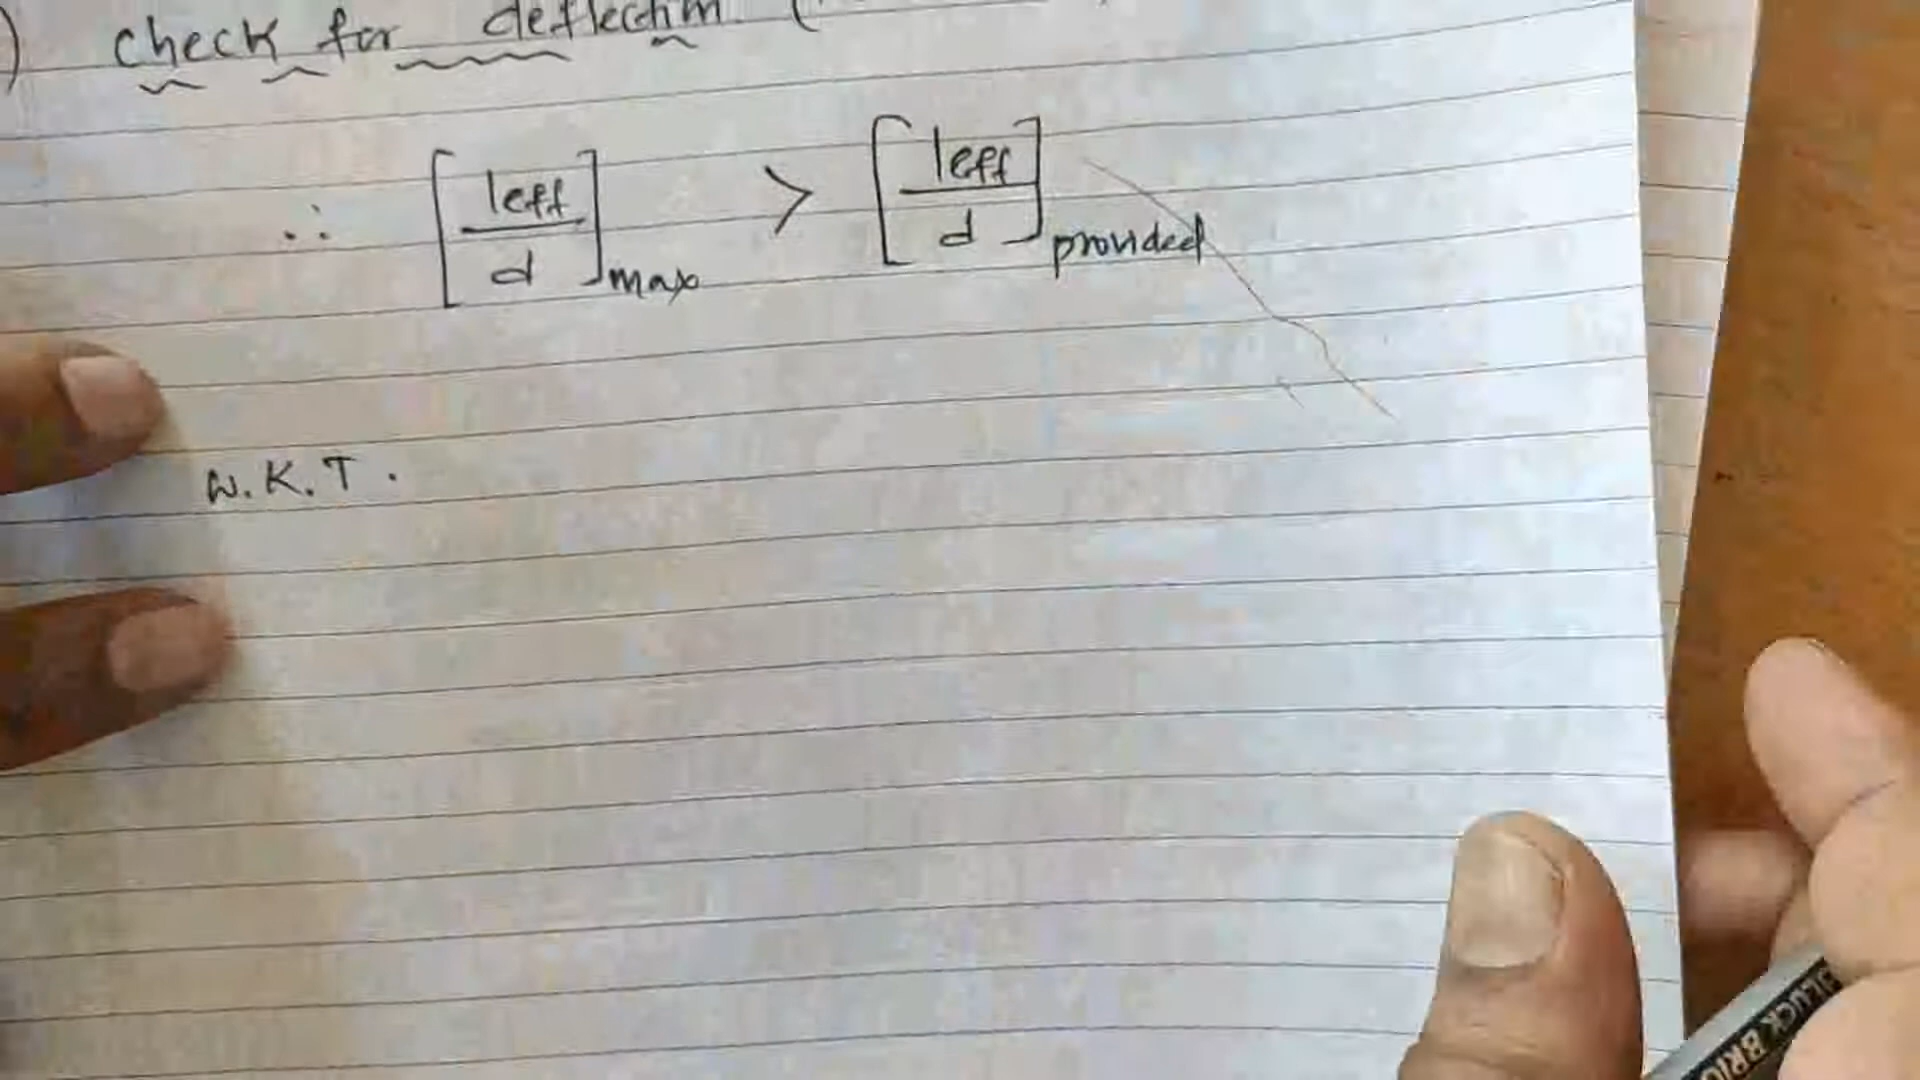 ) Check for deflection (
∴ [leff/d]max > [leff/d]provided
W.K.T.